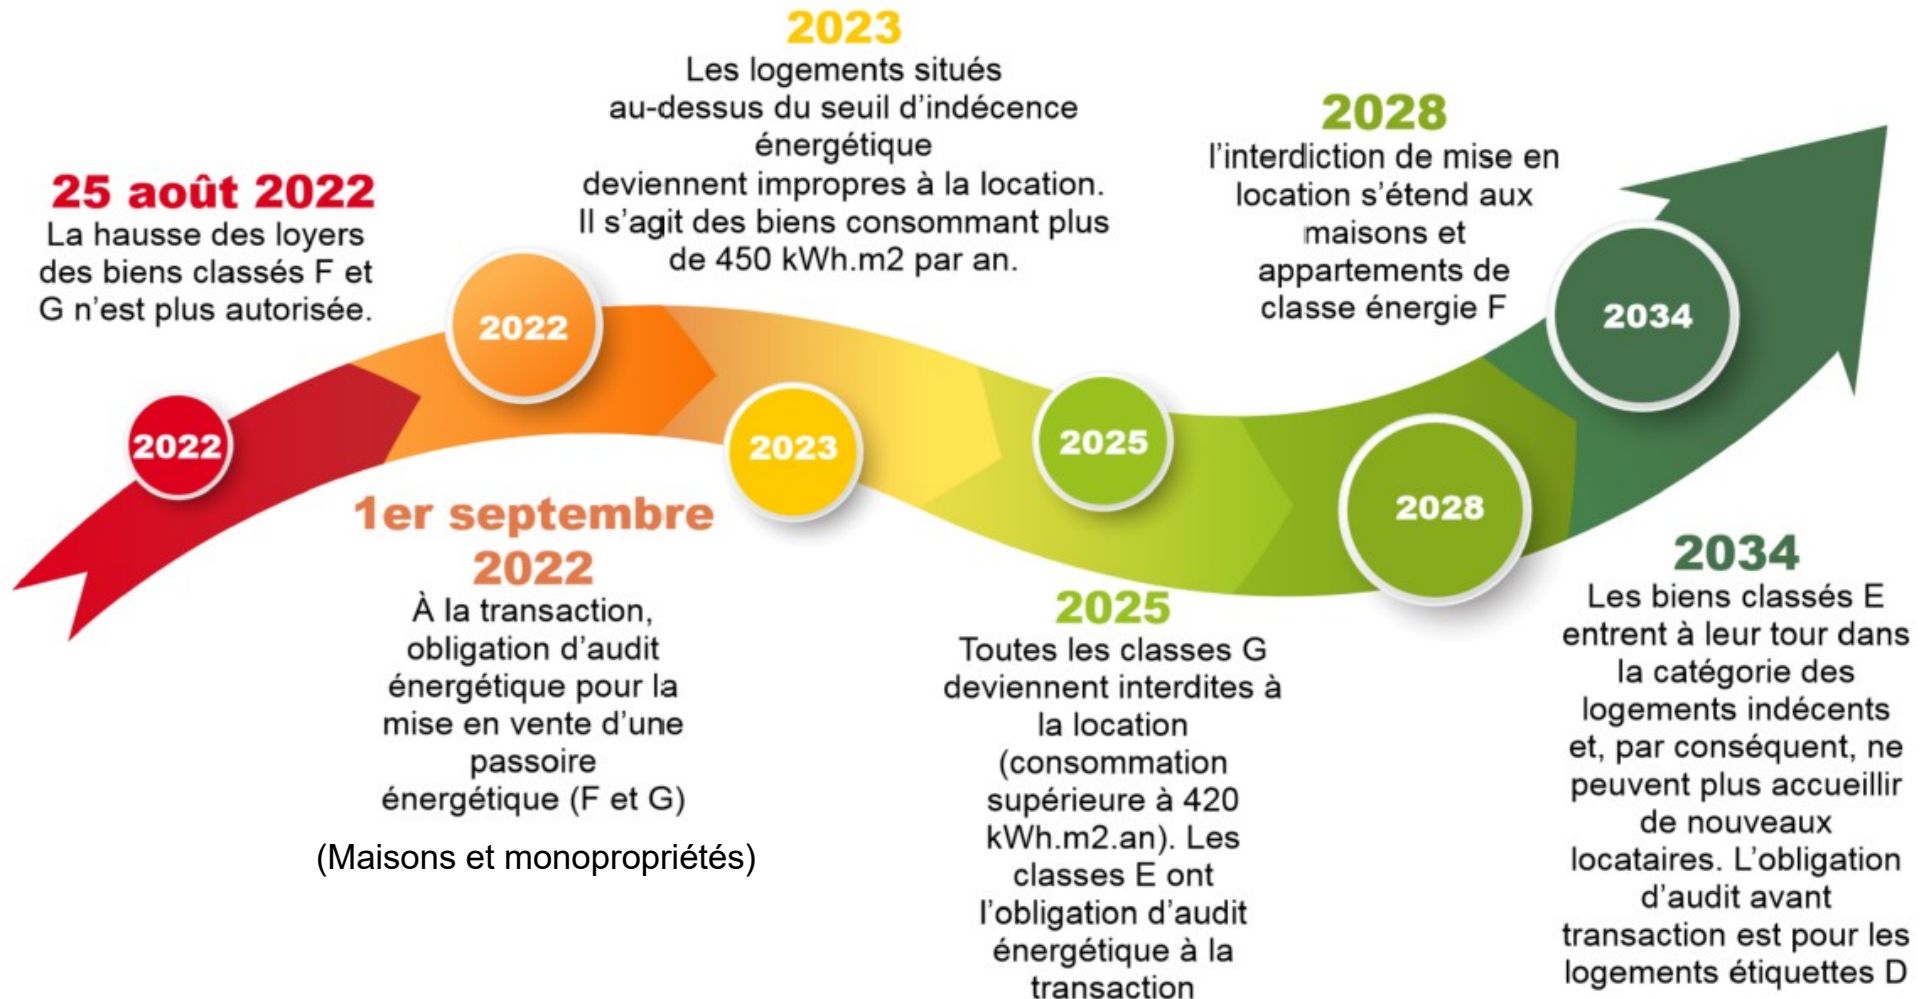 25 août 2022
La hausse des loyers
des biens classés F et
G n'est plus autorisée.
2022
2022
1er septembre
2022
À la transaction,
obligation d'audit
énergétique pour la
mise en vente d'une
passoire
énergétique (F et G)
(Maisons et monopropriétés)
2023
Les logements situés
au-dessus du seuil d'indécence
énergétique
deviennent impropres à la location.
Il s'agit des biens consommant plus
de 450 kWh.m2 par an.
2023
2025
2025
Toutes les classes G
deviennent interdites à
la location
(consommation
supérieure à 420
kWh.m2.an). Les
classes E ont
l'obligation d'audit
énergétique à la
transaction
2028
l'interdiction de mise en
location s'étend aux
maisons et
appartements de
classe énergie F
2028
2034
2034
Les biens classés E
entrent à leur tour dans
la catégorie des
logements indécents
et, par conséquent, ne
peuvent plus accueillir
de nouveaux
locataires. L'obligation
d'audit avant
transaction est pour les
logements étiquettes D